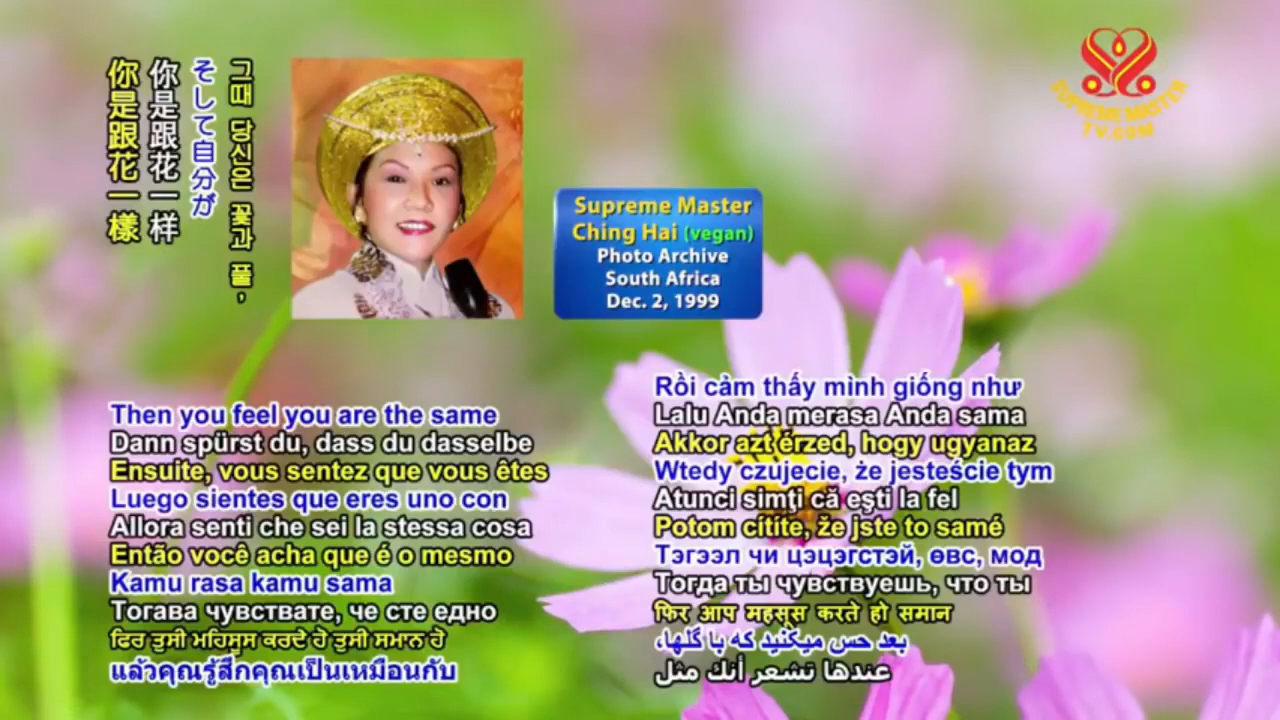 你是跟花一樣
你是跟花一样
そして自分が
그때 당신은 꽃과 풀,
SUPREME MASTER
TV.COM
Supreme Master
Ching Hai (vegan)
Photo Archive
South Africa
Dec. 2, 1999
Then you feel you are the same
Dann spürst du, dass du dasselbe
Ensuite, vous sentez que vous êtes
Luego sientes que eres uno con
Allora senti che sei la stessa cosa
Então você acha que é o mesmo
Kamu rasa kamu sama
Тогава чувствате, че сте едно
ਫਿਰ ਤੁਸੀ ਮਹਿਸੂਸ ਕਰਦੇ ਹੋ ਤੁਸੀ ਸਮਾਨ ਹੋ
แล้วคุณรู้สึกคุณเป็นเหมือนกับ
Rồi cảm thấy mình giống như
Lalu Anda merasa Anda sama
Akkor azt érzed, hogy ugyanaz
Wtedy czujecie, że jesteście tym
Atunci simţi că eşti la fel
Potom cítíte, že jste to samé
Тэгээл чи цэцэгстэй, өвс, мод
Тогда ты чувствуешь, что ты
फिर आप महसूस करते हो समान
بعد حس میکنید که با گلها،
عندها تشعر أنك مثل